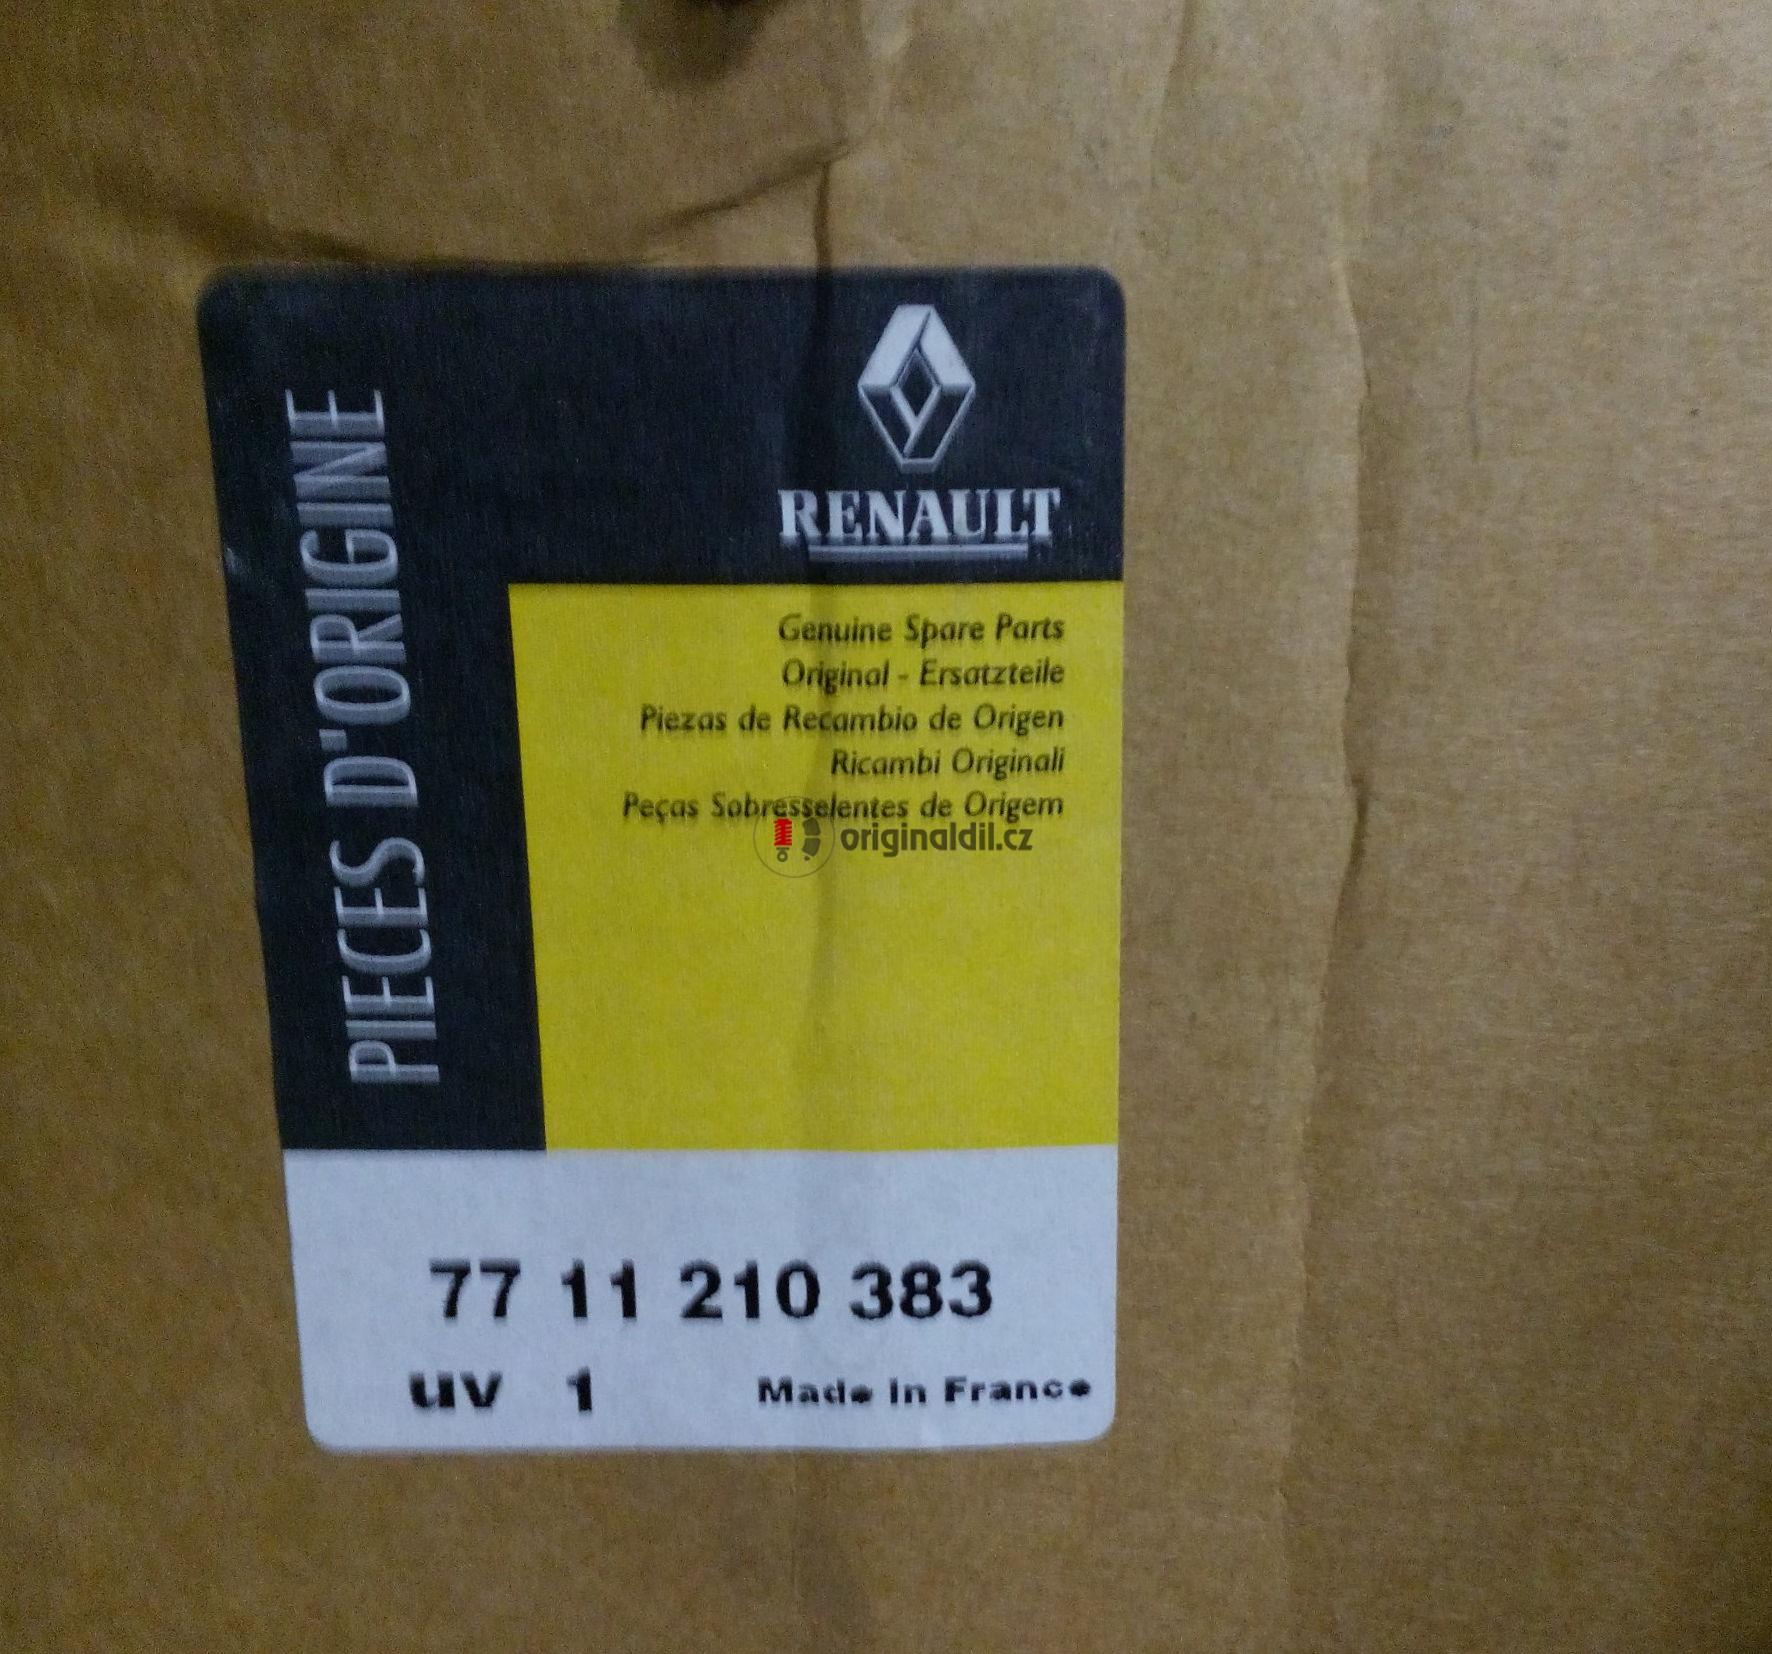 RENAULT
PIECES D'ORIGINE
Genuine Spare Parts
Original - Ersatzteile
Piezas de Recambio de Origen
Ricambi Originali
Peças Sobresselentes de Origem
originaldil.cz
77 11 210 383
uv 1 Made In France